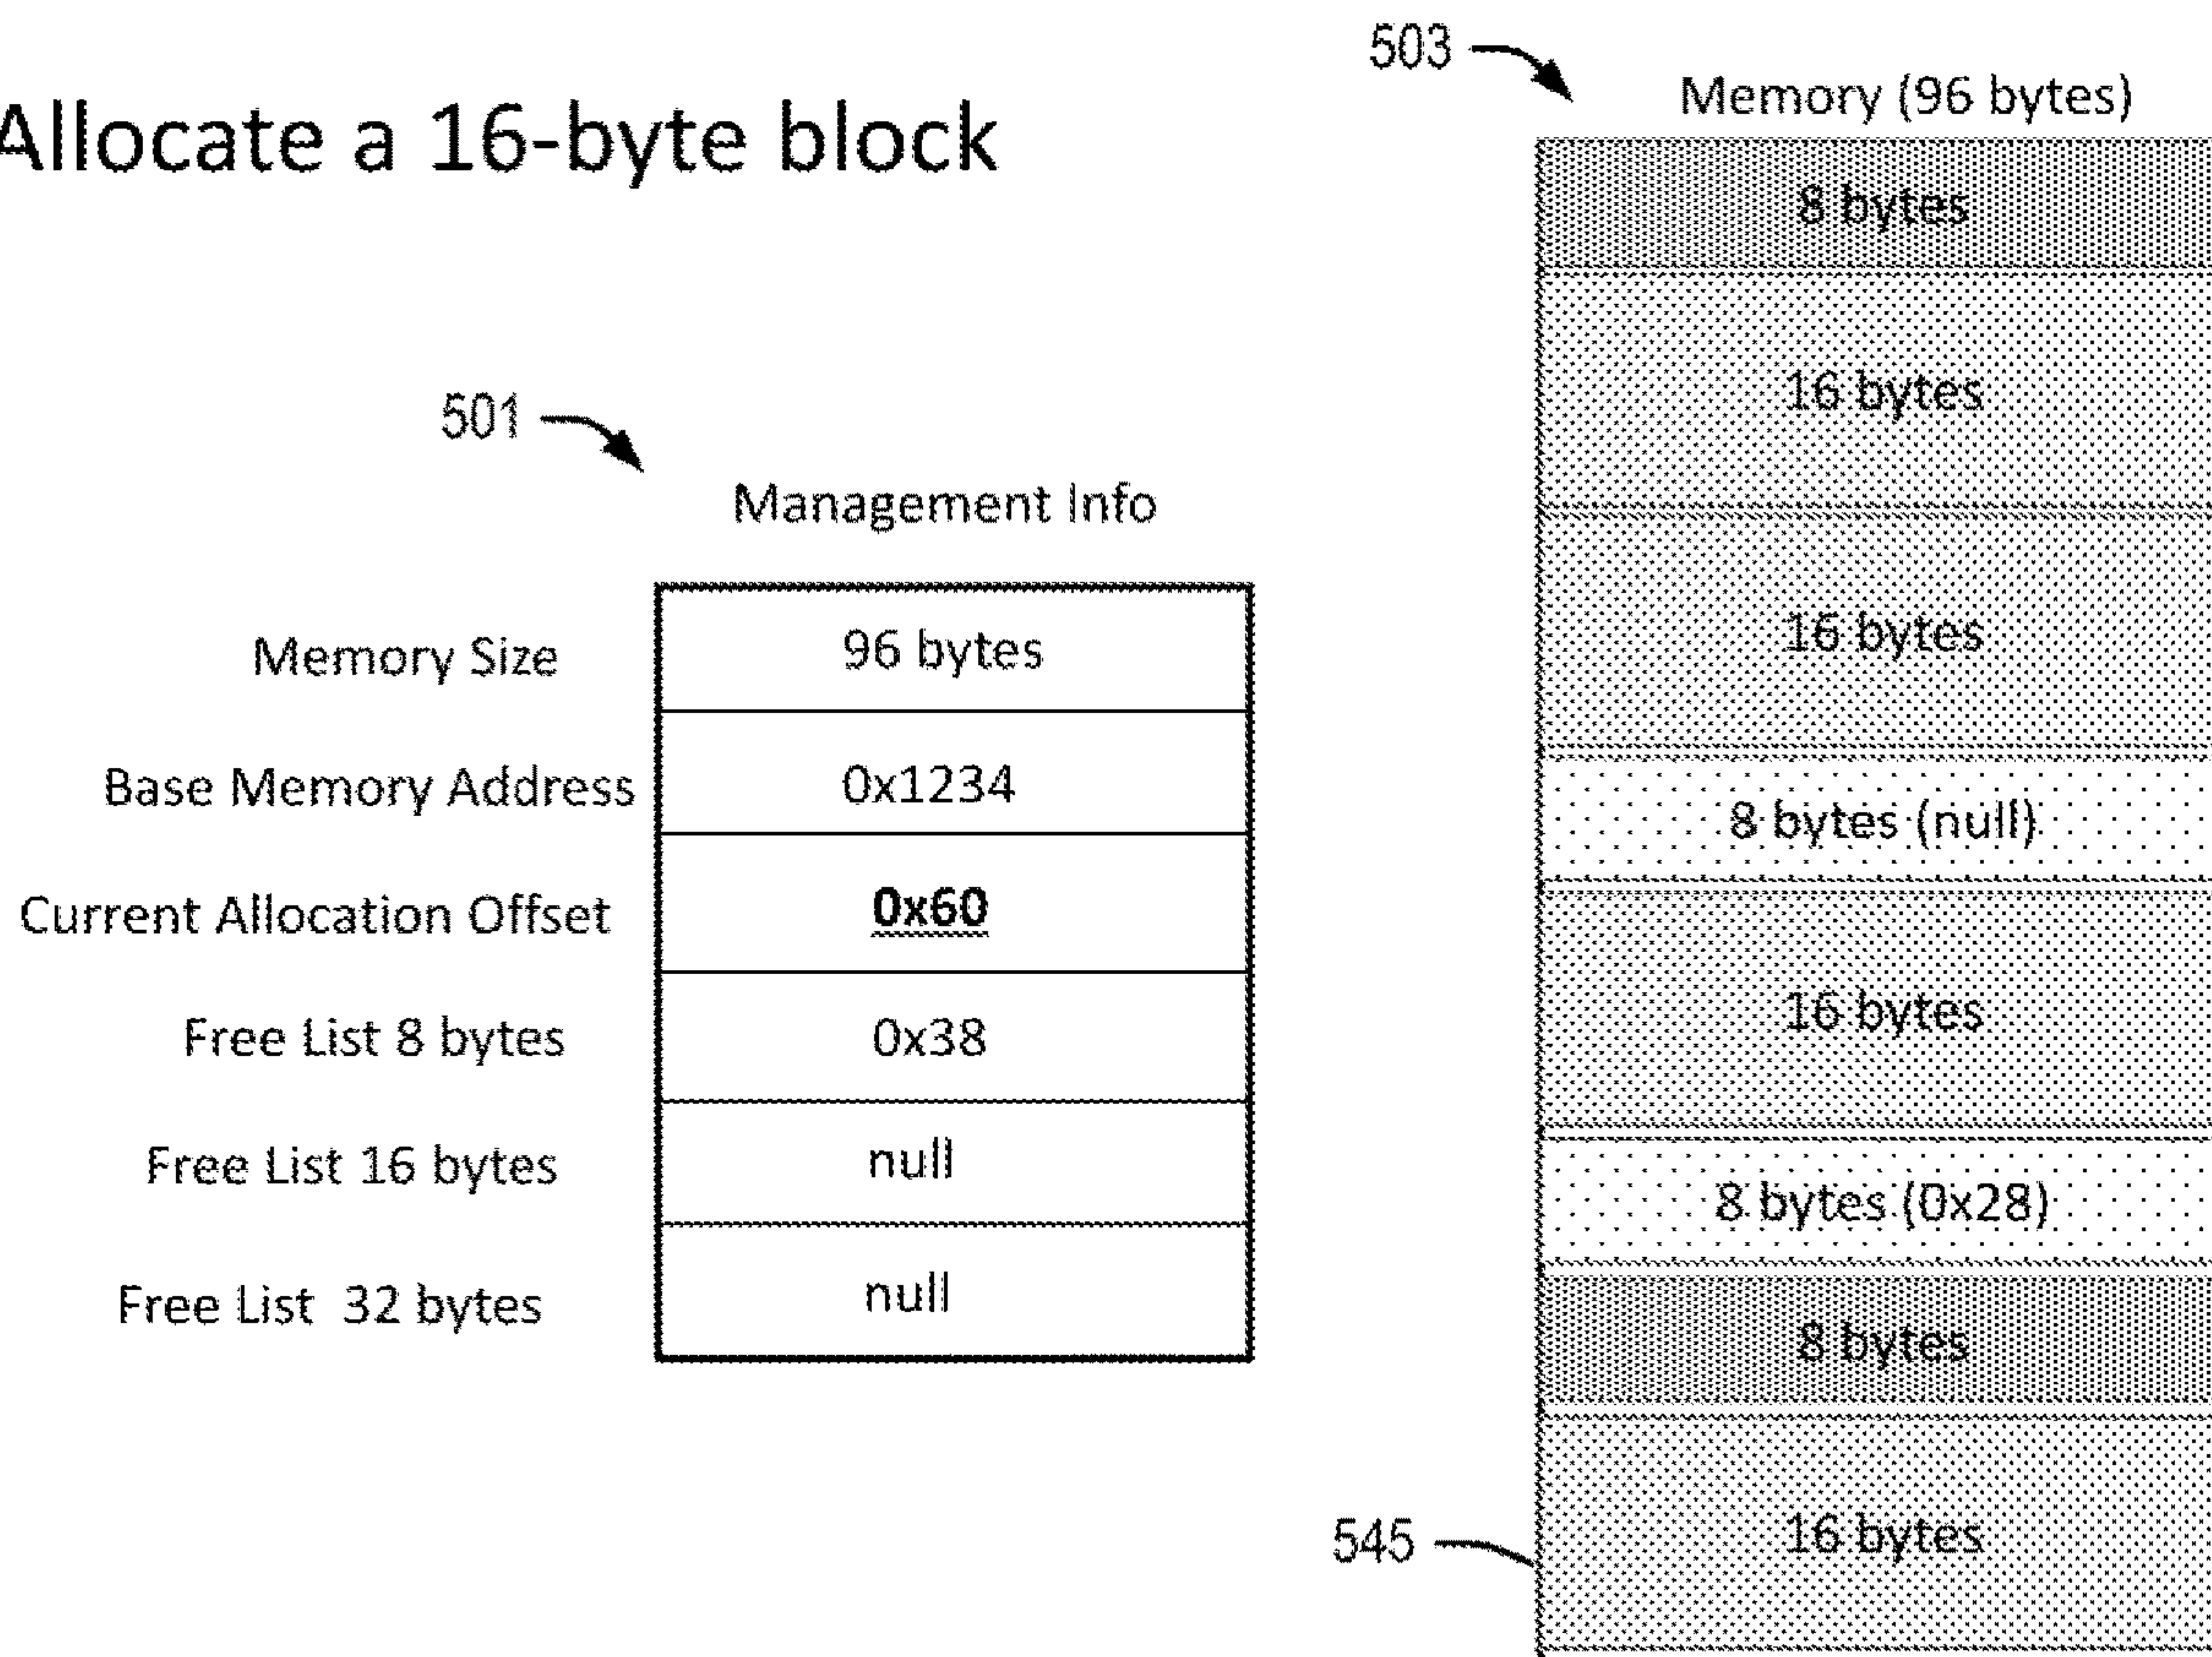 Allocate a 16-byte block
503
Memory (96 bytes)
8 bytes
16 bytes
16 bytes
8 bytes (null)
16 bytes
8 bytes (0x28)
8 bytes
16 bytes
545
501
Management Info
Memory Size 96 bytes
Base Memory Address 0x1234
Current Allocation Offset 0x60
Free List 8 bytes 0x38
Free List 16 bytes null
Free List 32 bytes null